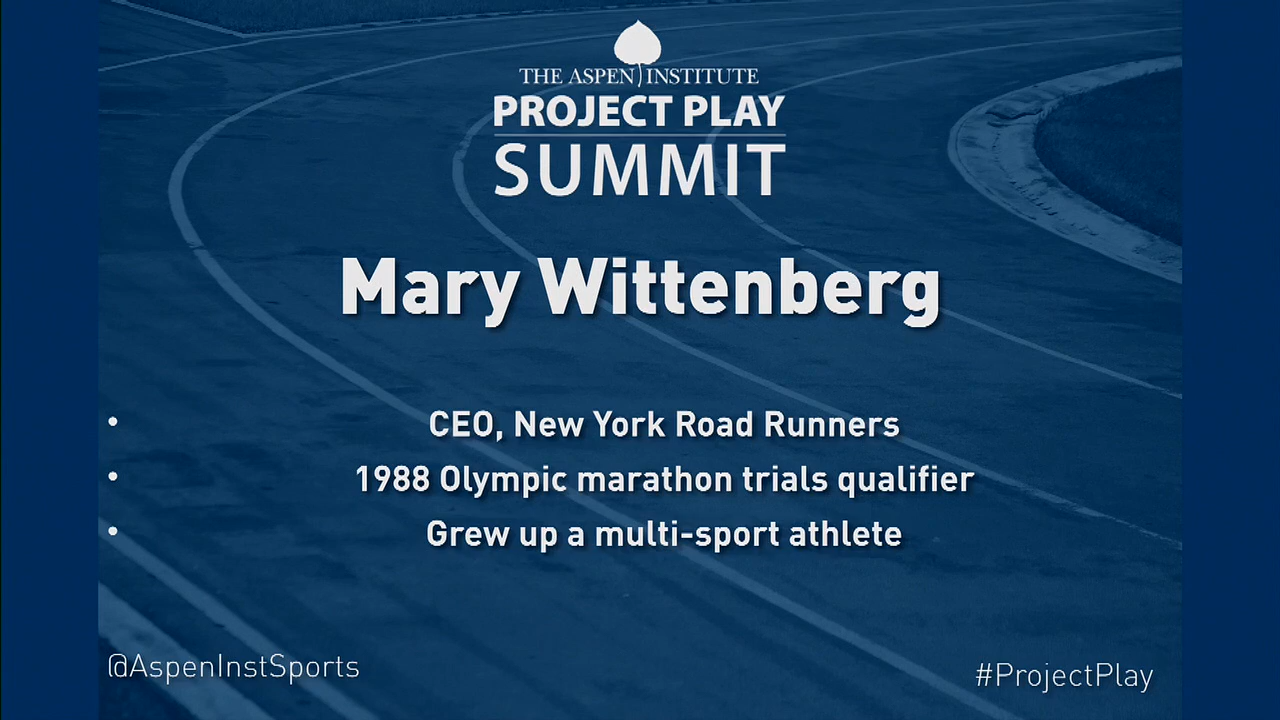 THE ASPEN INSTITUTE
PROJECT PLAY
SUMMIT
Mary Wittenberg
• CEO, New York Road Runners
• 1988 Olympic marathon trials qualifier
• Grew up a multi-sport athlete
@AspenInstSports
#ProjectPlay